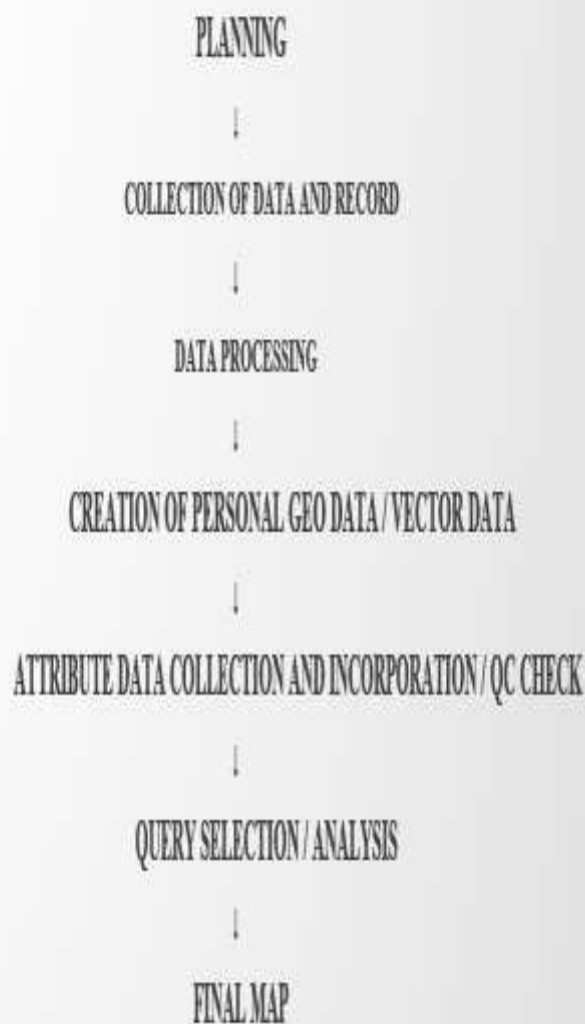 PLANNING
COLLECTION OF DATA AND RECORD
DATA PROCESSING
CREATION OF PERSONAL GEO DATA / VECTOR DATA
ATTRIBUTE DATA COLLECTION AND INCORPORATION / QC CHECK
QUERY SELECTION / ANALYSIS
FINAL MAP